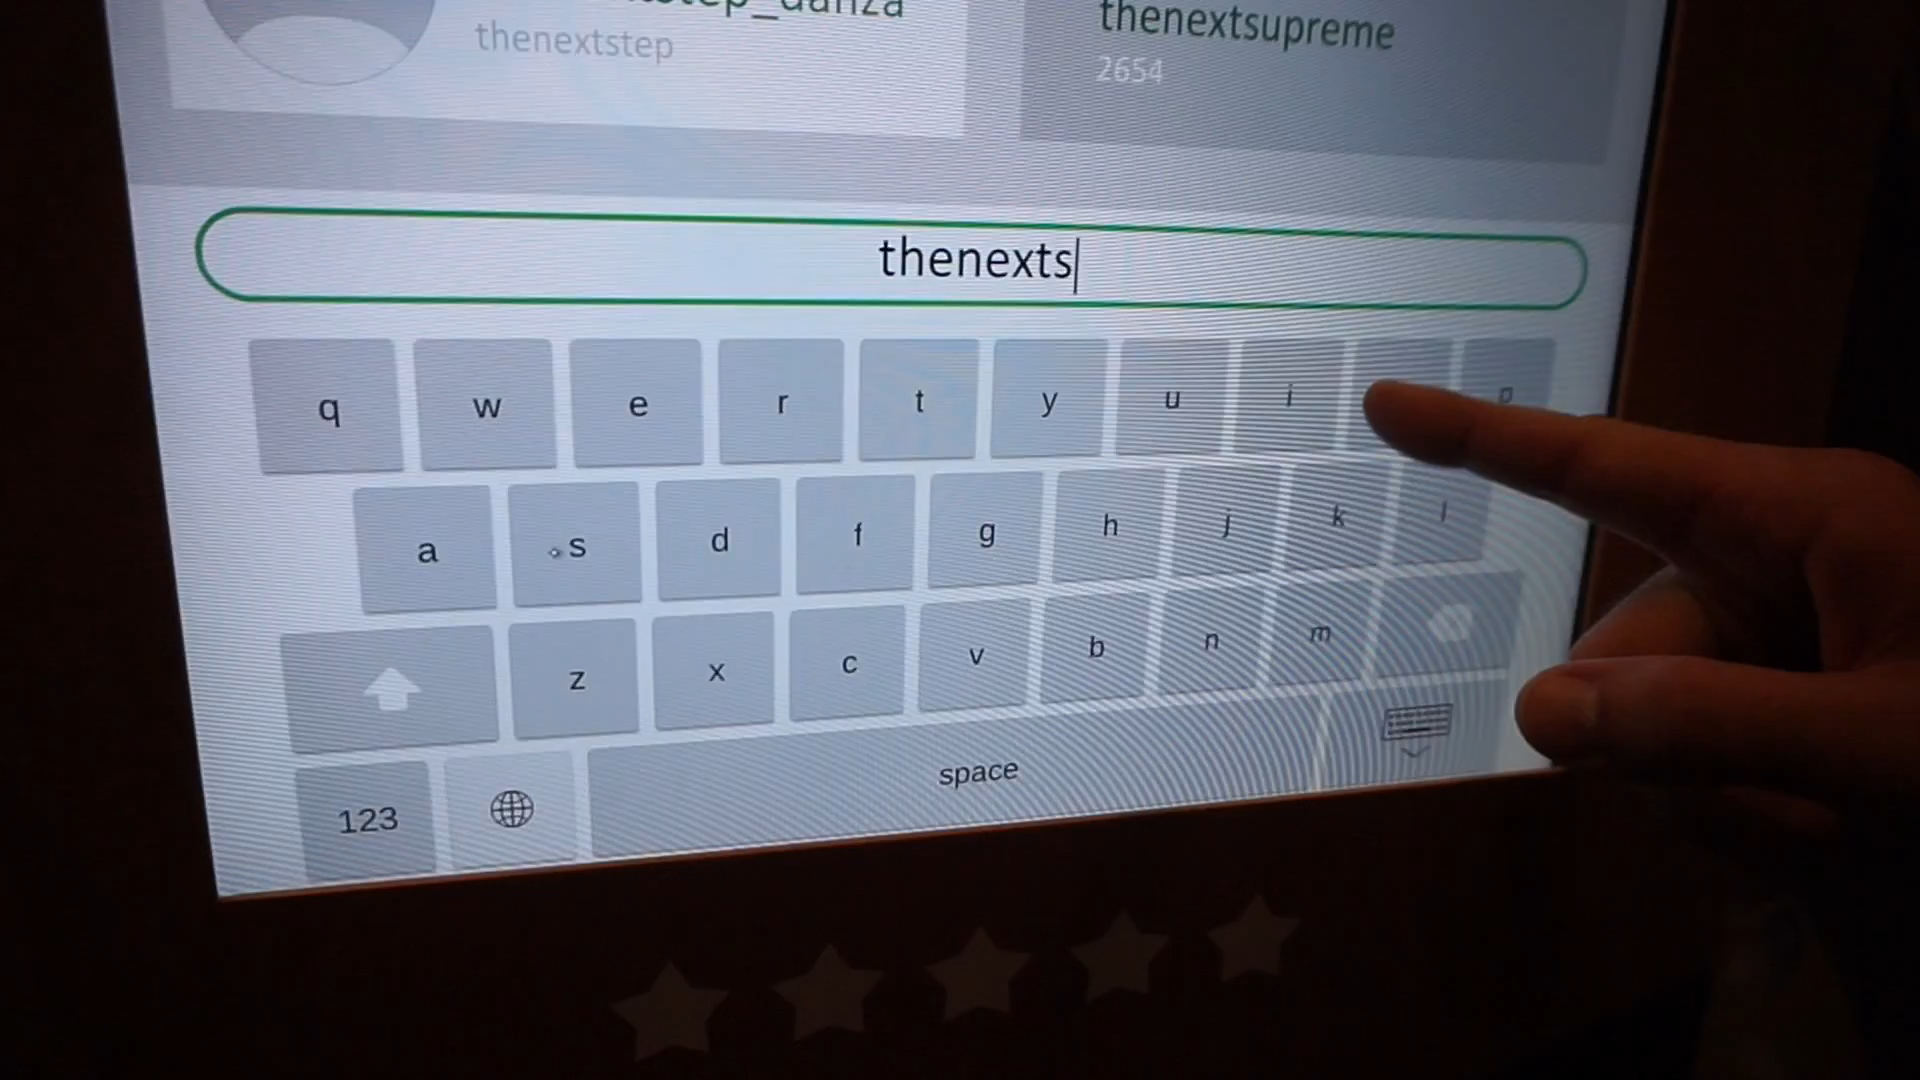 thenextstep
thenextsupreme
2654
thenexts
q w e r t y u i p
a s d f g h j k l
z x c v b n m
123 space